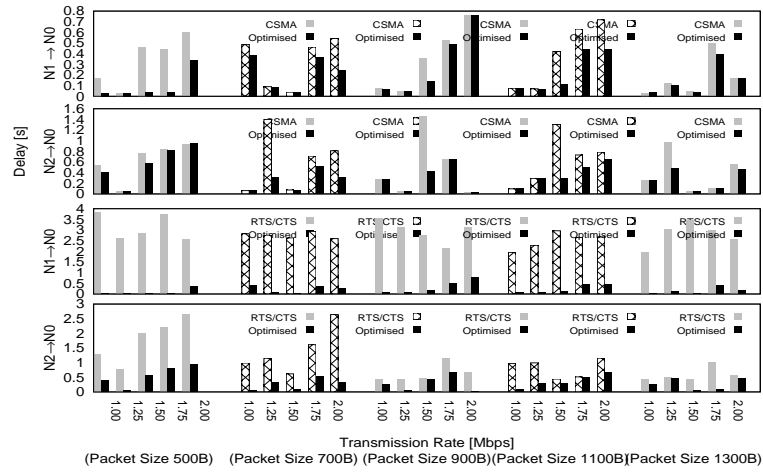 0.8
0.7
0.6
0.5
0.4
0.3
0.2
0.1
0
N1→N0
CSMA CSMA CSMA CSMA CSMA
Optimised Optimised Optimised Optimised Optimised
1.6
1.4
1.2
1
0.8
0.6
0.4
0.2
0
N2→N0
CSMA CSMA CSMA CSMA CSMA
Optimised Optimised Optimised Optimised Optimised
Delay [s]
4
3.5
3
2.5
2
1.5
1
0.5
0
N1→N0
RTS/CTS RTS/CTS RTS/CTS RTS/CTS RTS/CTS
Optimised Optimised Optimised Optimised Optimised
3
2.5
2
1.5
1
0.5
0
N2→N0
RTS/CTS RTS/CTS RTS/CTS RTS/CTS RTS/CTS
Optimised Optimised Optimised Optimised Optimised
1.00 1.25 1.50 1.75 2.00 1.00 1.25 1.50 1.75 2.00 1.00 1.25 1.50 1.75 2.00 1.00 1.25 1.50 1.75 2.00 1.00 1.25 1.50 1.75 2.00
Transmission Rate [Mbps]
(Packet Size 500B) (Packet Size 700B) (Packet Size 900B) (Packet Size 1100B) (Packet Size 1300B)